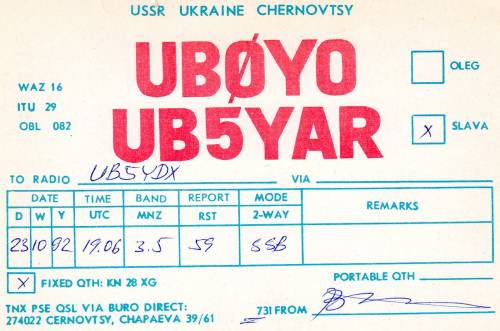 USSR UKRAINE CHERNOVTSY
UBØYO
OLEG
WAZ 16
ITU 29
OBL 082
UB5YAR
X SLAVA
TO RADIO UB5YDX VIA
DATE TIME BAND REPORT MODE REMARKS
D W Y UTC MNZ RST 2-WAY
23 10 92 19.06 3.5 59 SSB
X FIXED QTH: KN 28 XG PORTABLE QTH
TNX PSE QSL VIA BURO DIRECT: 731 FROM
274022 CERNOVTSY, CHAPAEVA 39/61